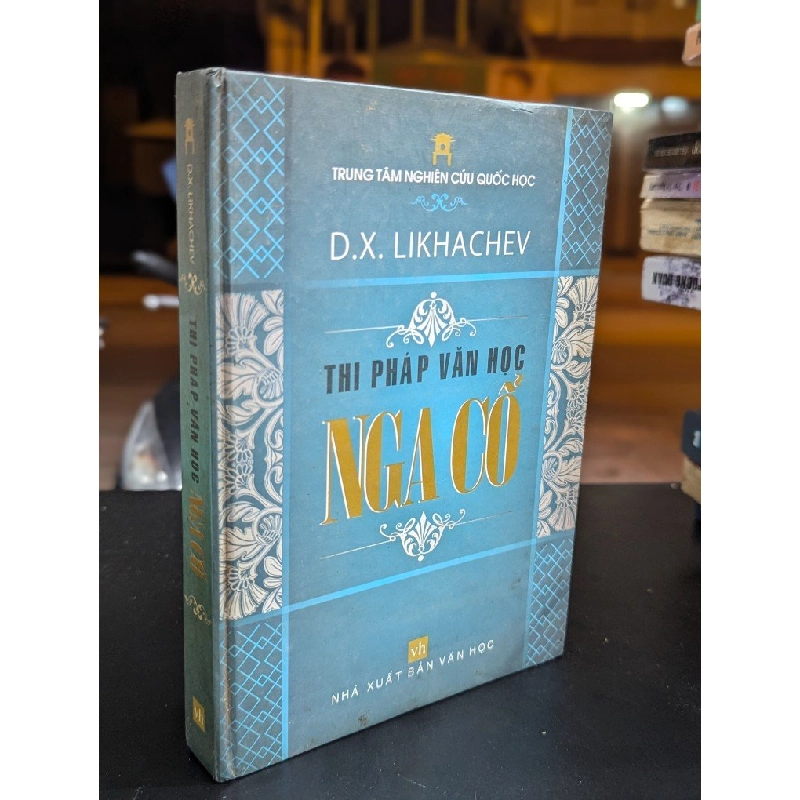 TRUNG TÂM NGHIÊN CỨU QUỐC HỌC
D.X. LIKHACHEV
THI PHÁP VĂN HỌC
NGA CỔ
vh
NHÀ XUẤT BẢN VĂN HỌC
D.X. LIKHACHEV
THI PHÁP VĂN HỌC
NGA CỔ
vh